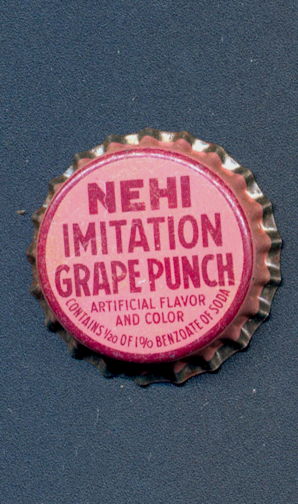 NEHI
IMITATION
GRAPE PUNCH
ARTIFICIAL FLAVOR
AND COLOR
CONTAINS 1/20 OF 1% BENZOATE OF SODA